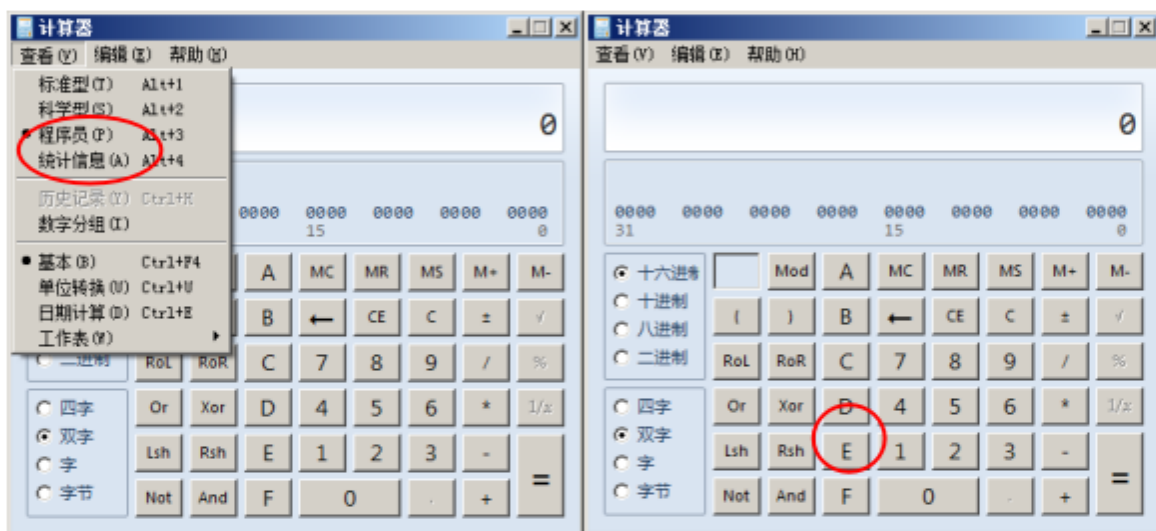 计算器
查看(V) 编辑(E) 帮助(H)
标准型(T) Alt+1
科学型(S) Alt+2
程序员(P) Alt+3
统计信息(A) Alt+4
历史记录(Y) Ctrl+H
数字分组(I)
基本(B) Ctrl+F4
单位转换(U) Ctrl+U
日期计算(D) Ctrl+E
工作表(W)
0
0000 0000 0000 0000 0000
15 0
A MC MR MS M+ M-
B ← CE C ± √
二进制 RoL RoR C 7 8 9 / %
四字 Or Xor D 4 5 6 * 1/x
双字
字 Lsh Rsh E 1 2 3 - =
字节 Not And F 0 . +
计算器
查看(V) 编辑(E) 帮助(H)
0
0000 0000 0000 0000 0000 0000 0000 0000
31 15 0
十六进制 Mod A MC MR MS M+ M-
十进制
八进制 ( ) B ← CE C ± √
二进制 RoL RoR C 7 8 9 / %
四字 Or Xor D 4 5 6 * 1/x
双字
字 Lsh Rsh E 1 2 3 - =
字节 Not And F 0 . +